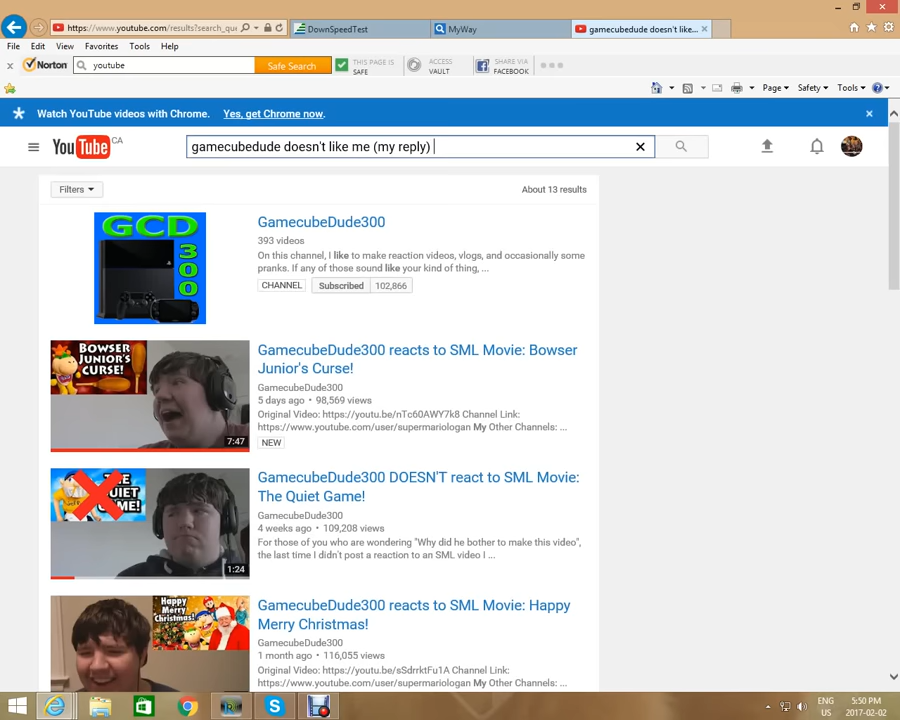 https://www.youtube.com/results?search_que
DownSpeedTest
MyWay
gamecubedude doesn't like...
File Edit View Favorites Tools Help
Norton
youtube
Safe Search
THIS PAGE IS SAFE
ACCESS VAULT
SHARE VIA FACEBOOK
Page Safety Tools
Watch YouTube videos with Chrome. Yes, get Chrome now.
YouTube CA
gamecubedude doesn't like me (my reply)
Filters
About 13 results
GCD
300
GamecubeDude300
393 videos
On this channel, I like to make reaction videos, vlogs, and occasionally some
pranks. If any of those sound like your kind of thing, ...
CHANNEL Subscribed 102,866
BOWSER
JUNIOR'S
CURSE!
7:47
GamecubeDude300 reacts to SML Movie: Bowser
Junior's Curse!
GamecubeDude300
5 days ago • 98,569 views
Original Video: https://youtu.be/nTc60AWY7k8 Channel Link:
https://www.youtube.com/user/supermariologan My Other Channels: ...
NEW
THE
QUIET
GAME!
1:24
GamecubeDude300 DOESN'T react to SML Movie:
The Quiet Game!
GamecubeDude300
4 weeks ago • 109,208 views
For those of you who are wondering "Why did he bother to make this video",
the last time I didn't post a reaction to an SML video I ...
Happy
Merry
Christmas!
GamecubeDude300 reacts to SML Movie: Happy
Merry Christmas!
GamecubeDude300
1 month ago • 116,055 views
Original Video: https://youtu.be/sSdrrktFu1A Channel Link:
https://www.youtube.com/user/supermariologan My Other Channels: ...
ENG
US
5:50 PM
2017-02-02